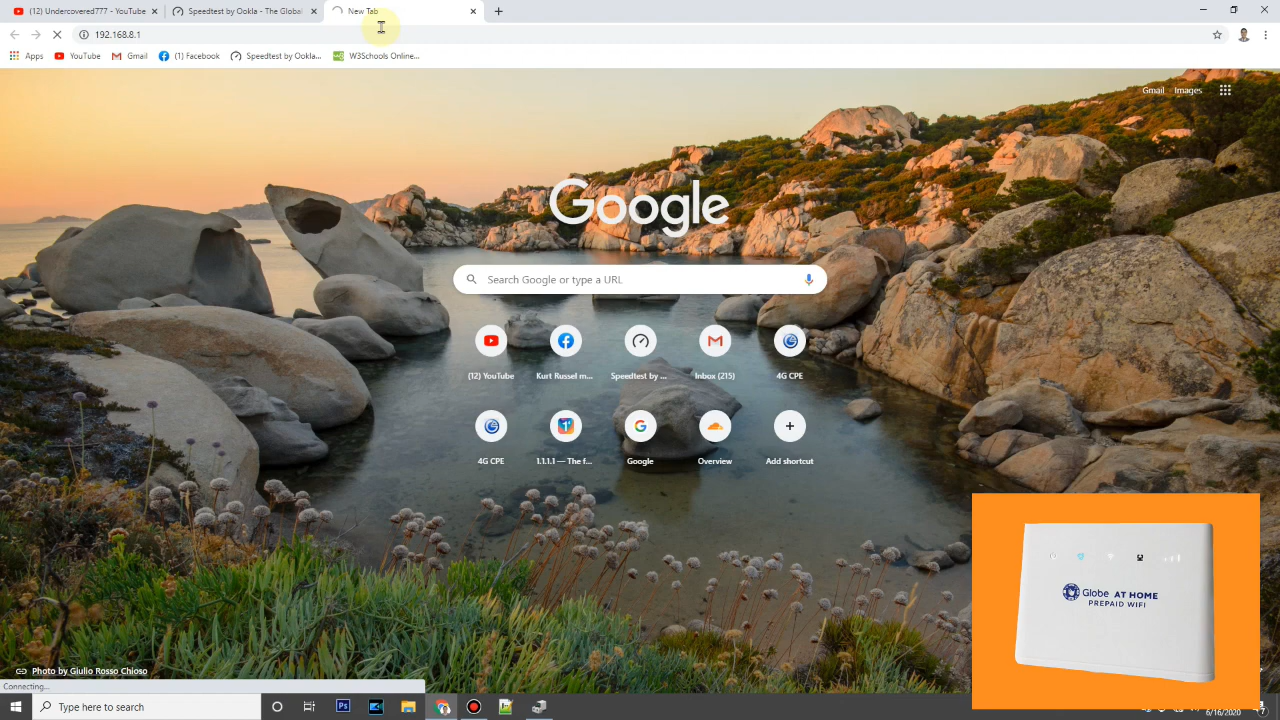 (12) Undercovered777 - YouTube
Speedtest by Ookla - The Global
New Tab
192.168.8.1
Apps
YouTube
Gmail
(1) Facebook
Speedtest by Ookla...
W3Schools Online...
Gmail
Images
Google
Search Google or type a URL
(12) YouTube
Kurt Russel m...
Speedtest by ...
Inbox (215)
4G CPE
4G CPE
1.1.1.1 — The f...
Google
Overview
Add shortcut
Globe AT HOME
PREPAID WIFI
Photo by Giulio Rosso Chioso
Connecting...
Type here to search
6/16/2020